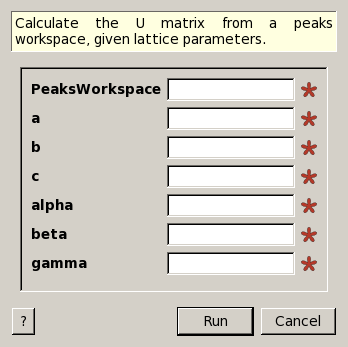 Calculate the U matrix from a peaks
workspace, given lattice parameters.
PeaksWorkspace
a
b
c
alpha
beta
gamma
? Run Cancel